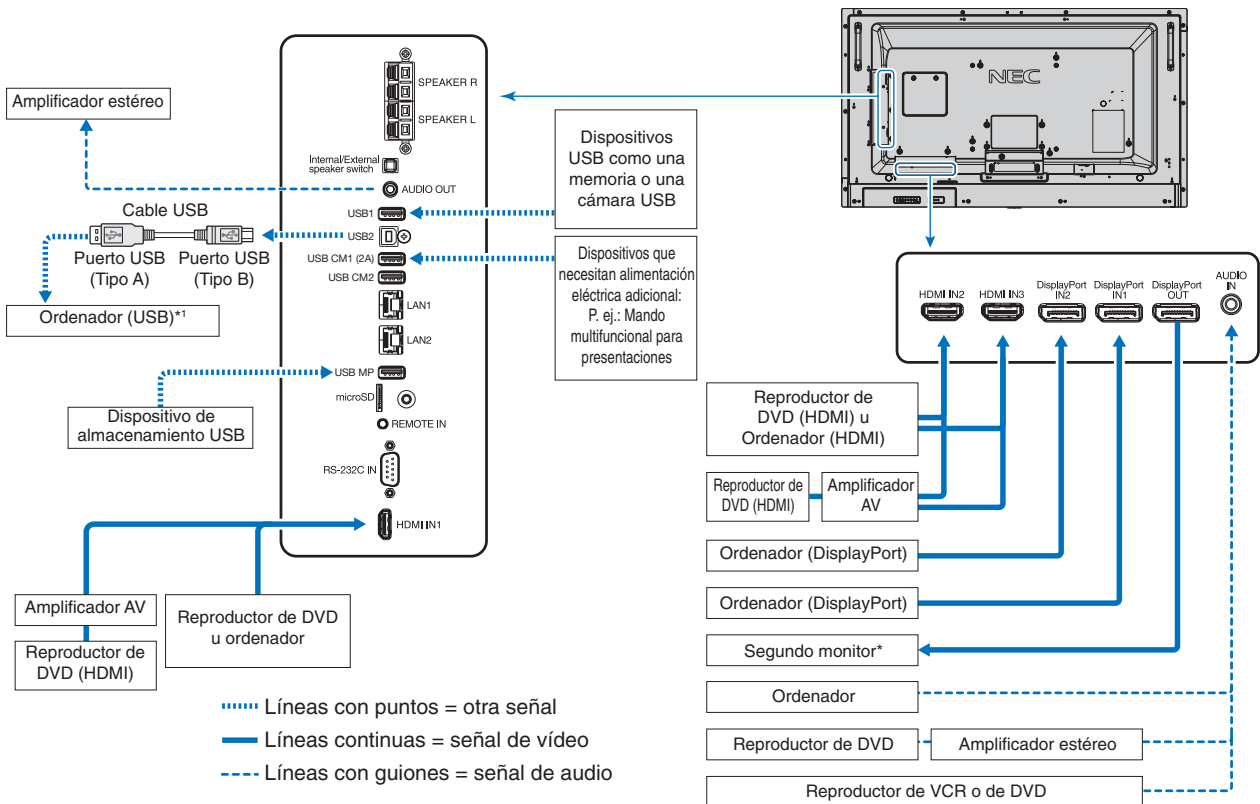 NEC
SPEAKER R
SPEAKER L
Internal/External
speaker switch
AUDIO OUT
USB1
USB2
USB CM1 (2A)
USB CM2
LAN1
LAN2
USB MP
microSD
REMOTE IN
RS-232C IN
HDMI IN1
Amplificador estéreo
Cable USB
Puerto USB
(Tipo A)
Puerto USB
(Tipo B)
Ordenador (USB)*1
Dispositivo de
almacenamiento USB
Amplificador AV
Reproductor de
DVD (HDMI)
Reproductor de DVD
u ordenador
Dispositivos
USB como una
memoria o una
cámara USB
Dispositivos que
necesitan alimentación
eléctrica adicional:
P. ej.: Mando
multifuncional para
presentaciones
HDMI IN2
HDMI IN3
DisplayPort
IN2
DisplayPort
IN1
DisplayPort
OUT
AUDIO
IN
Reproductor de
DVD (HDMI) u
Ordenador (HDMI)
Reproductor de
DVD (HDMI)
Amplificador
AV
Ordenador (DisplayPort)
Ordenador (DisplayPort)
Segundo monitor*
Ordenador
Reproductor de DVD
Amplificador estéreo
Reproductor de VCR o de DVD
Líneas con puntos = otra señal
Líneas continuas = señal de vídeo
Líneas con guiones = señal de audio